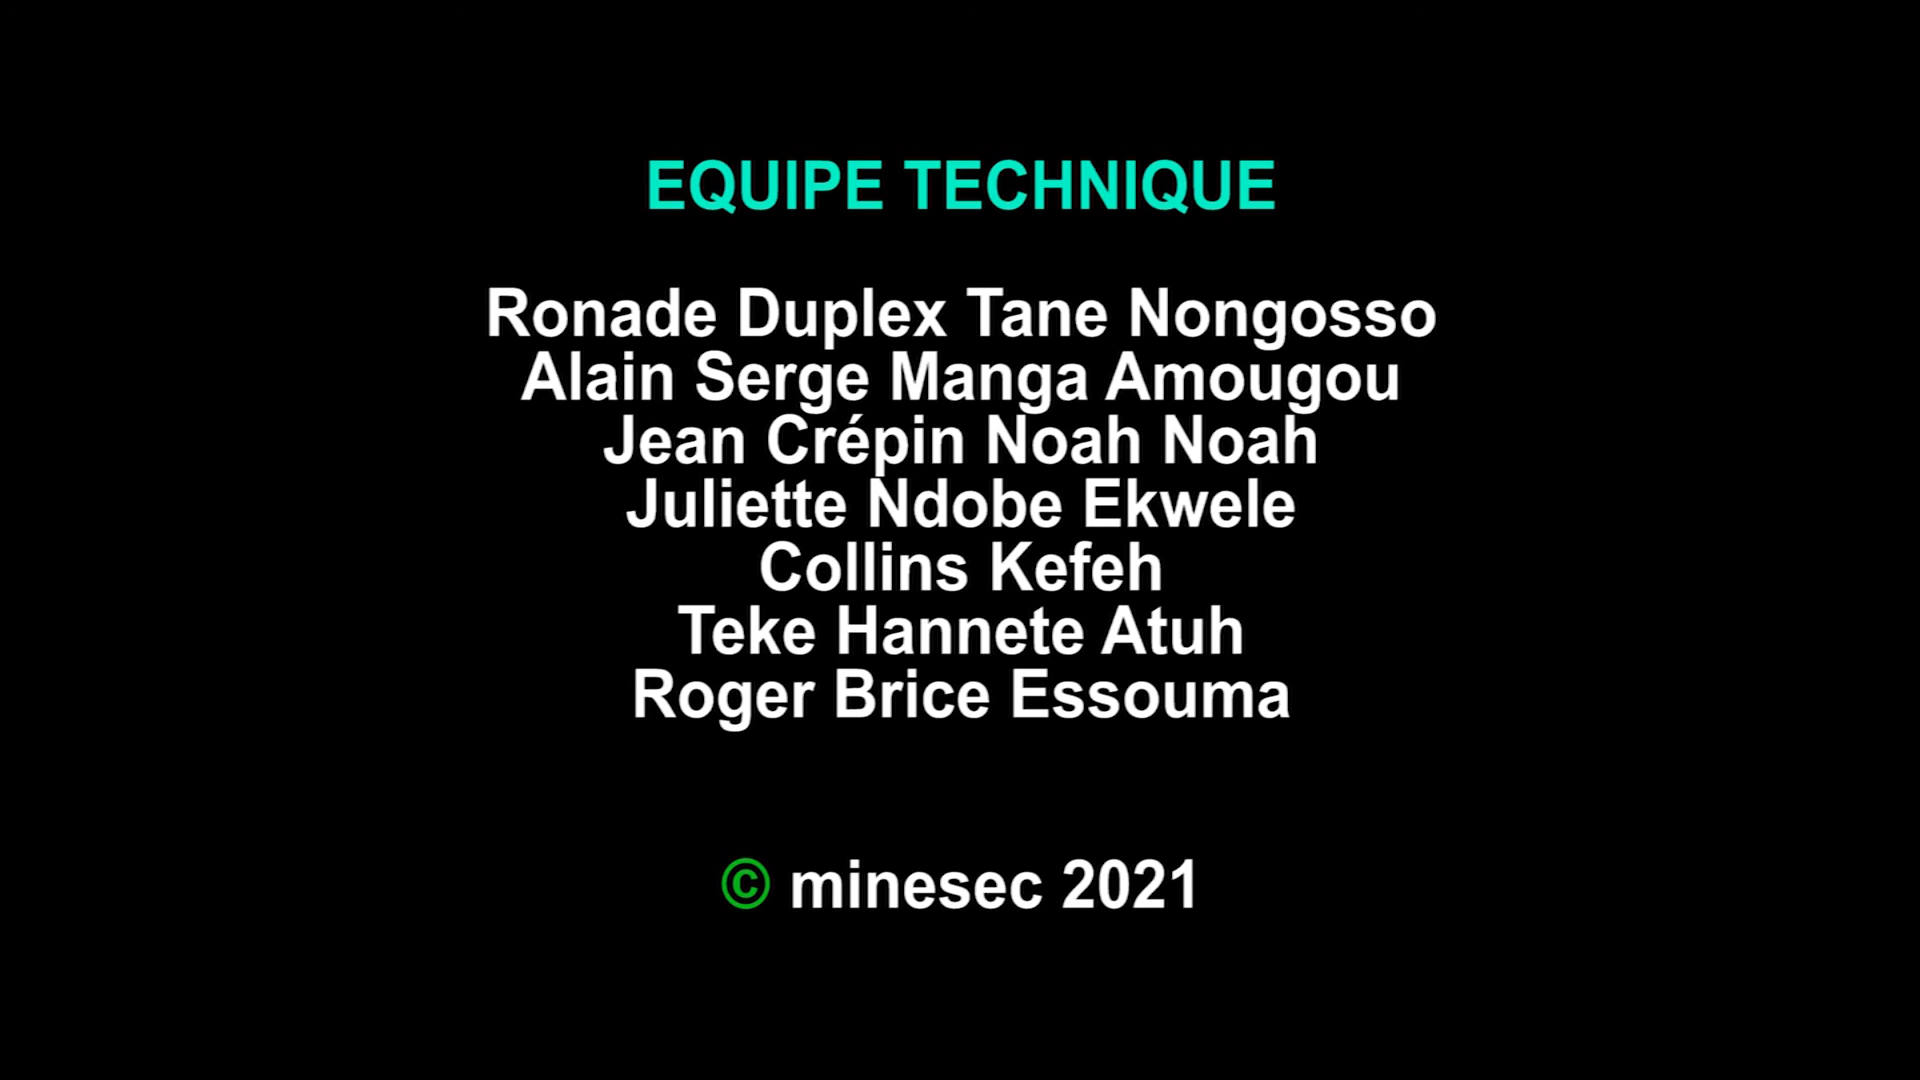 EQUIPE TECHNIQUE
Ronade Duplex Tane Nongosso
Alain Serge Manga Amougou
Jean Crépin Noah Noah
Juliette Ndobe Ekwele
Collins Kefeh
Teke Hannete Atuh
Roger Brice Essouma
© minesec 2021